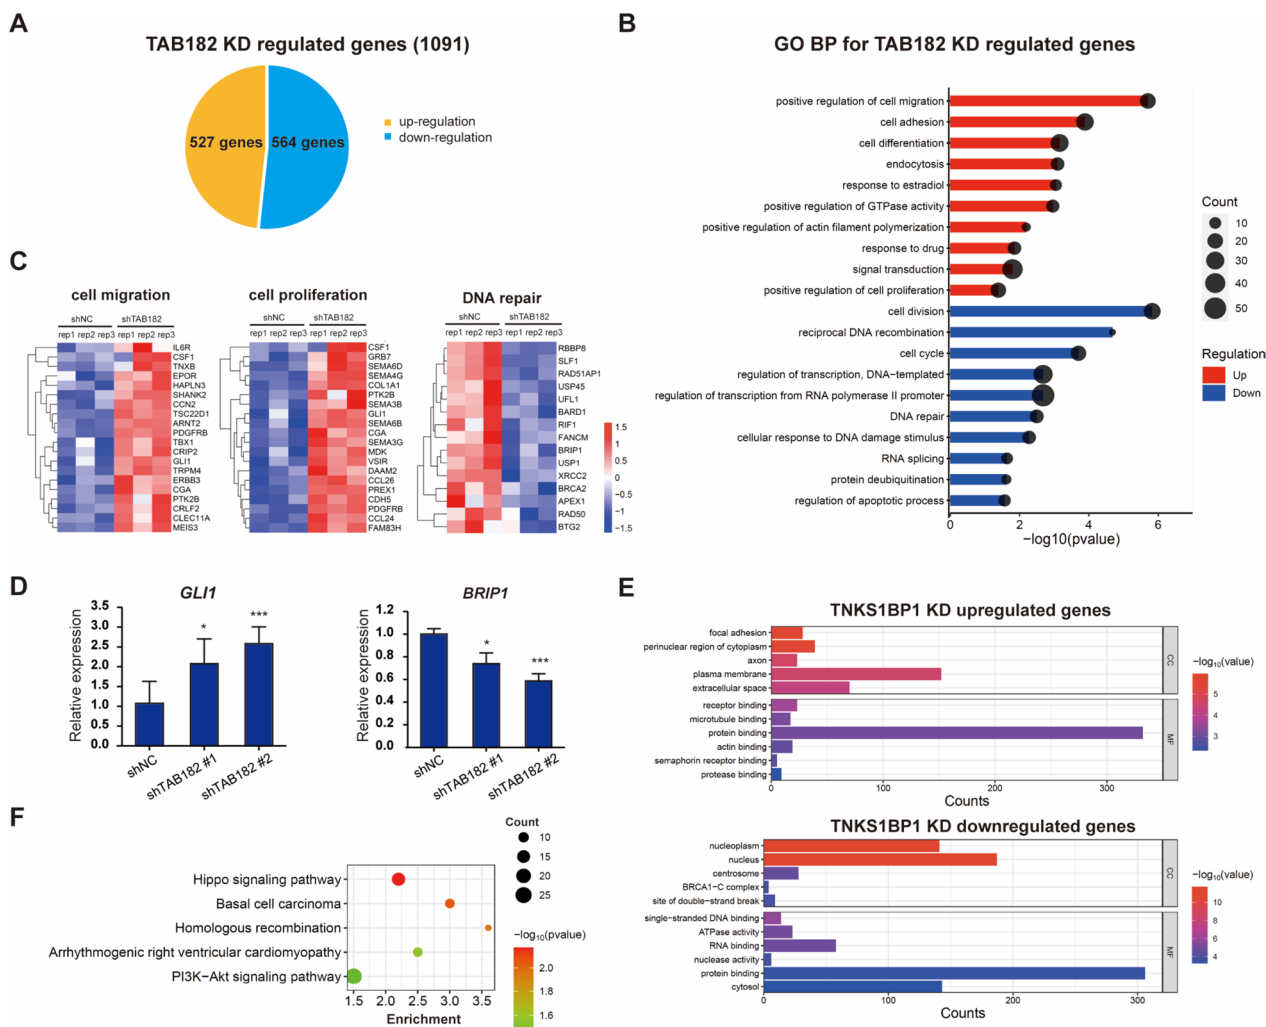 A
TAB182 KD regulated genes (1091)
527 genes
564 genes
up-regulation
down-regulation
B
GO BP for TAB182 KD regulated genes
positive regulation of cell migration
cell adhesion
cell differentiation
endocytosis
response to estradiol
positive regulation of GTPase activity
positive regulation of actin filament polymerization
response to drug
signal transduction
positive regulation of cell proliferation
cell division
reciprocal DNA recombination
cell cycle
regulation of transcription, DNA−templated
regulation of transcription from RNA polymerase II promoter
DNA repair
cellular response to DNA damage stimulus
RNA splicing
protein deubiquitination
regulation of apoptotic process
0 2 4 6
−log10(pvalue)
Count
10
20
30
40
50
Regulation
Up
Down
C
cell migration
shNC shTAB182
rep1 rep2 rep3 rep1 rep2 rep3
IL6R
CSF1
TNXB
EPOR
HAPLN3
SHANK2
CCN2
TSC22D1
ARNT2
PDGFRB
TBX1
CRIP2
GLI1
TRPM4
ERBB3
CGA
PTK2B
CRLF2
CLEC11A
MEIS3
cell proliferation
shNC shTAB182
rep1 rep2 rep3 rep1 rep2 rep3
CSF1
GRB7
SEMA6D
SEMA4G
COL1A1
PTK2B
SEMA3B
GLI1
SEMA6B
CGA
SEMA3G
MDK
VSIR
DAAM2
CCL26
PREX1
CDH5
PDGFRB
CCL24
FAM83H
DNA repair
shNC shTAB182
rep1 rep2 rep3 rep1 rep2 rep3
RBBP8
SLF1
RAD51AP1
USP45
UFL1
BARD1
RIF1
FANCM
BRIP1
USP1
XRCC2
BRCA2
APEX1
RAD50
BTG2
1.5
1
0.5
0
−0.5
−1
−1.5
D
GLI1
Relative expression
3.5
3.0
2.5
2.0
1.5
1.0
0.5
0.0
*
***
shNC
shTAB182 #1
shTAB182 #2
BRIP1
Relative expression
1.2
1.0
0.8
0.6
0.4
0.2
0.0
*
***
shNC
shTAB182 #1
shTAB182 #2
E
TNKS1BP1 KD upregulated genes
focal adhesion
perinuclear region of cytoplasm
axon
plasma membrane
extracellular space
CC
receptor binding
microtubule binding
protein binding
actin binding
semaphorin receptor binding
protease binding
MF
0 100 200 300
Counts
−log10(value)
5
4
3
TNKS1BP1 KD downregulated genes
nucleoplasm
nucleus
centrosome
BRCA1−C complex
site of double−strand break
CC
single−stranded DNA binding
ATPase activity
RNA binding
nuclease activity
protein binding
cytosol
MF
0 100 200 300
Counts
−log10(value)
10
8
6
4
F
Hippo signaling pathway
Basal cell carcinoma
Homologous recombination
Arrhythmogenic right ventricular cardiomyopathy
PI3K−Akt signaling pathway
1.5 2.0 2.5 3.0 3.5
Enrichment
Count
10
15
20
25
−log10(pvalue)
2.0
1.8
1.6